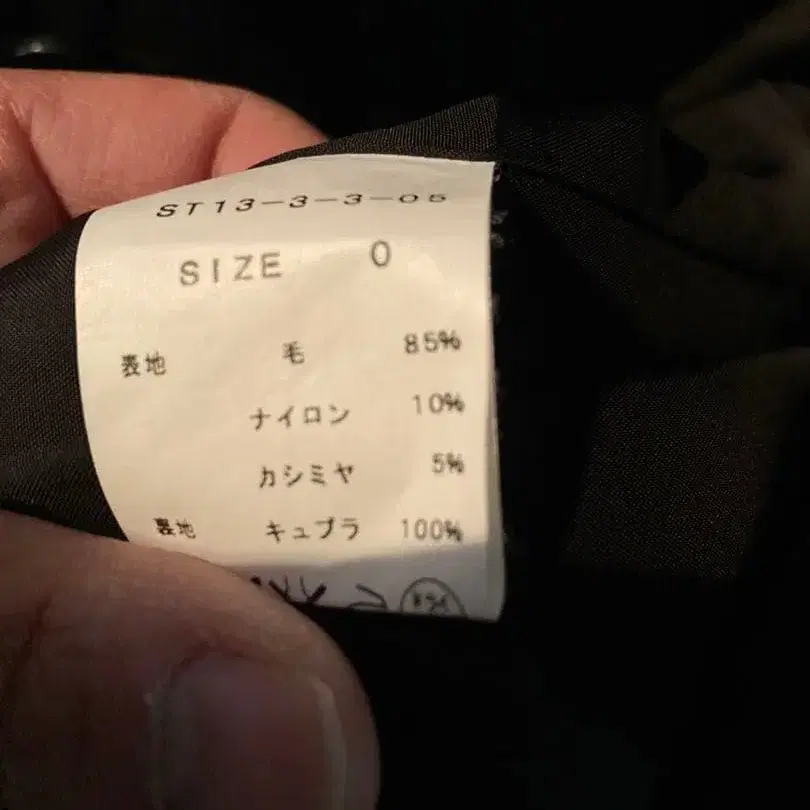 ST13-3-3-05
SIZE 0
表地 毛 85%
ナイロン 10%
カシミヤ 5%
裏地 キュプラ 100%